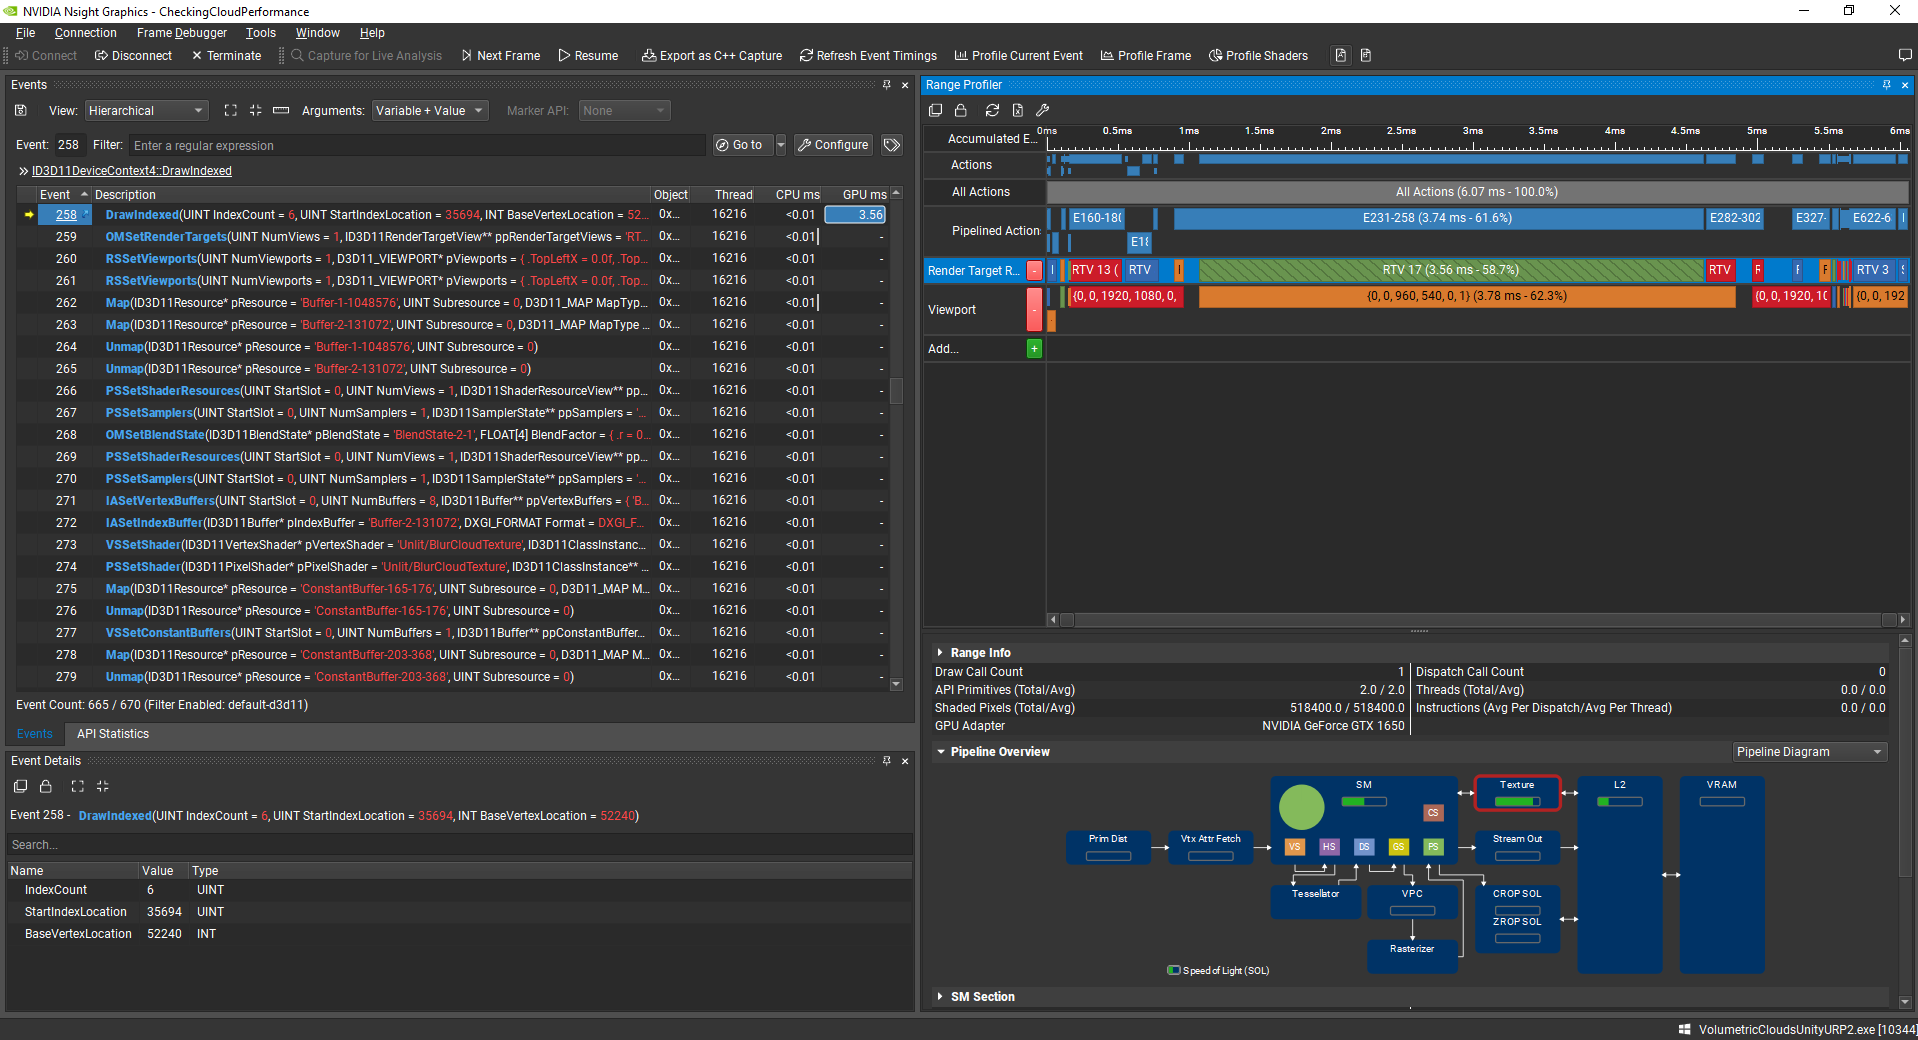 NVIDIA Nsight Graphics - CheckingCloudPerformance
File Connection Frame Debugger Tools Window Help
Connect Disconnect Terminate Capture for Live Analysis Next Frame Resume Export as C++ Capture Refresh Event Timings Profile Current Event Profile Frame Profile Shaders
Events
View: Hierarchical Arguments: Variable + Value Marker API: None
Event: 258 Filter: Enter a regular expression Go to Configure
ID3D11DeviceContext4::DrawIndexed
Event Description Object Thread CPU ms GPU ms
258 DrawIndexed(UINT IndexCount = 6, UINT StartIndexLocation = 35694, INT BaseVertexLocation = 52... 0x... 16216 <0.01 3.56
259 OMSetRenderTargets(UINT NumViews = 1, ID3D11RenderTargetView** ppRenderTargetViews = 'RT... 0x... 16216 <0.01 -
260 RSSetViewports(UINT NumViewports = 1, D3D11_VIEWPORT* pViewports = { .TopLeftX = 0.0f, .Top... 0x... 16216 <0.01 -
261 RSSetViewports(UINT NumViewports = 1, D3D11_VIEWPORT* pViewports = { .TopLeftX = 0.0f, .Top... 0x... 16216 <0.01 -
262 Map(ID3D11Resource* pResource = 'Buffer-1-1048576', UINT Subresource = 0, D3D11_MAP MapTyp... 0x... 16216 <0.01 -
263 Map(ID3D11Resource* pResource = 'Buffer-2-131072', UINT Subresource = 0, D3D11_MAP MapType ... 0x... 16216 <0.01 -
264 Unmap(ID3D11Resource* pResource = 'Buffer-1-1048576', UINT Subresource = 0) 0x... 16216 <0.01 -
265 Unmap(ID3D11Resource* pResource = 'Buffer-2-131072', UINT Subresource = 0) 0x... 16216 <0.01 -
266 PSSetShaderResources(UINT StartSlot = 0, UINT NumViews = 1, ID3D11ShaderResourceView** pp... 0x... 16216 <0.01 -
267 PSSetSamplers(UINT StartSlot = 0, UINT NumSamplers = 1, ID3D11SamplerState** ppSamplers = '... 0x... 16216 <0.01 -
268 OMSetBlendState(ID3D11BlendState* pBlendState = 'BlendState-2-1', FLOAT[4] BlendFactor = { .r = 0... 0x... 16216 <0.01 -
269 PSSetShaderResources(UINT StartSlot = 0, UINT NumViews = 1, ID3D11ShaderResourceView** pp... 0x... 16216 <0.01 -
270 PSSetSamplers(UINT StartSlot = 0, UINT NumSamplers = 1, ID3D11SamplerState** ppSamplers = '... 0x... 16216 <0.01 -
271 IASetVertexBuffers(UINT StartSlot = 0, UINT NumBuffers = 8, ID3D11Buffer** ppVertexBuffers = { 'B... 0x... 16216 <0.01 -
272 IASetIndexBuffer(ID3D11Buffer* pIndexBuffer = 'Buffer-2-131072', DXGI_FORMAT Format = DXGI_F... 0x... 16216 <0.01 -
273 VSSetShader(ID3D11VertexShader* pVertexShader = 'Unlit/BlurCloudTexture', ID3D11ClassInstanc... 0x... 16216 <0.01 -
274 PSSetShader(ID3D11PixelShader* pPixelShader = 'Unlit/BlurCloudTexture', ID3D11ClassInstance** ... 0x... 16216 <0.01 -
275 Map(ID3D11Resource* pResource = 'ConstantBuffer-165-176', UINT Subresource = 0, D3D11_MAP M... 0x... 16216 <0.01 -
276 Unmap(ID3D11Resource* pResource = 'ConstantBuffer-165-176', UINT Subresource = 0) 0x... 16216 <0.01 -
277 VSSetConstantBuffers(UINT StartSlot = 0, UINT NumBuffers = 1, ID3D11Buffer** ppConstantBuffer... 0x... 16216 <0.01 -
278 Map(ID3D11Resource* pResource = 'ConstantBuffer-203-368', UINT Subresource = 0, D3D11_MAP M... 0x... 16216 <0.01 -
279 Unmap(ID3D11Resource* pResource = 'ConstantBuffer-203-368', UINT Subresource = 0) 0x... 16216 <0.01 -
Event Count: 665 / 670 (Filter Enabled: default-d3d11)
Events API Statistics
Event Details
Event 258 - DrawIndexed(UINT IndexCount = 6, UINT StartIndexLocation = 35694, INT BaseVertexLocation = 52240)
Search...
Name Value Type
IndexCount 6 UINT
StartIndexLocation 35694 UINT
BaseVertexLocation 52240 INT
Range Profiler
Accumulated E... 0ms 0.5ms 1ms 1.5ms 2ms 2.5ms 3ms 3.5ms 4ms 4.5ms 5ms 5.5ms 6ms
Actions
All Actions All Actions (6.07 ms - 100.0%)
Pipelined Action E160-180 E231-258 (3.74 ms - 61.6%) E282-302 E327- E622-6
E18
Render Target R... - RTV 13 ( RTV RTV 17 (3.56 ms - 58.7%) RTV R F RTV 3 S
Viewport - {0, 0, 1920, 1080, 0, {0, 0, 960, 540, 0, 1} (3.78 ms - 62.3%) {0, 0, 1920, 10 {0, 0, 192
Add... +
Range Info
Draw Call Count 1 Dispatch Call Count 0
API Primitives (Total/Avg) 2.0 / 2.0 Threads (Total/Avg) 0.0 / 0.0
Shaded Pixels (Total/Avg) 518400.0 / 518400.0 Instructions (Avg Per Dispatch/Avg Per Thread) 0.0 / 0.0
GPU Adapter NVIDIA GeForce GTX 1650
Pipeline Overview Pipeline Diagram
SM Texture L2 VRAM
CS
Prim Dist Vtx Attr Fetch VS HS DS GS PS Stream Out
Tessellator VPC CROP SOL
ZROP SOL
Rasterizer
Speed of Light (SOL)
SM Section
VolumetricCloudsUnityURP2.exe [10344]